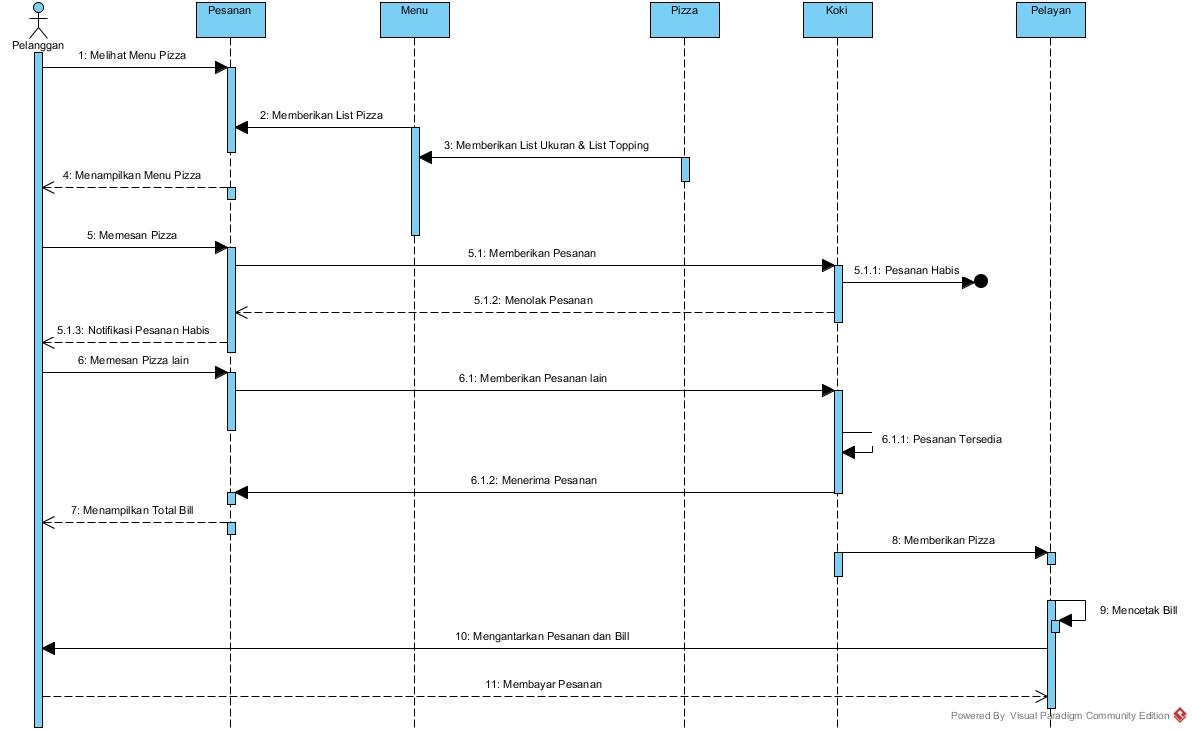 Pelanggan
Pesanan
Menu
Pizza
Koki
Pelayan
1: Melihat Menu Pizza
2: Memberikan List Pizza
3: Memberikan List Ukuran & List Topping
4: Menampilkan Menu Pizza
5: Memesan Pizza
5.1: Memberikan Pesanan
5.1.1: Pesanan Habis
5.1.2: Menolak Pesanan
5.1.3: Notifikasi Pesanan Habis
6: Memesan Pizza lain
6.1: Memberikan Pesanan lain
6.1.1: Pesanan Tersedia
6.1.2: Menerima Pesanan
7: Menampilkan Total Bill
8: Memberikan Pizza
9: Mencetak Bill
10: Mengantarkan Pesanan dan Bill
11: Membayar Pesanan
Powered By Visual Paradigm Community Edition